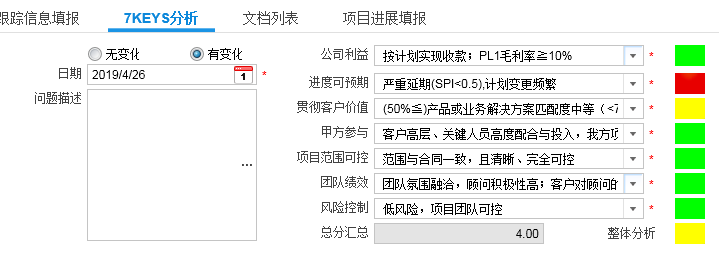 跟踪信息填报 7KEYS分析 文档列表 项目进展填报
无变化 有变化 公司利益 按计划实现收款；PL1毛利率≧10% *
日期 2019/4/26 1 * 进度可预期 严重延期(SPI<0.5),计划变更频繁 *
问题描述 贯彻客户价值 (50%≦)产品或业务解决方案匹配度中等（<7 *
甲方参与 客户高层、关键人员高度配合与投入，我方项 *
... 项目范围可控 范围与合同一致，且清晰、完全可控 *
团队绩效 团队氛围融洽，顾问积极性高；客户对顾问的 *
风险控制 低风险，项目团队可控 *
总分汇总 4.00 整体分析